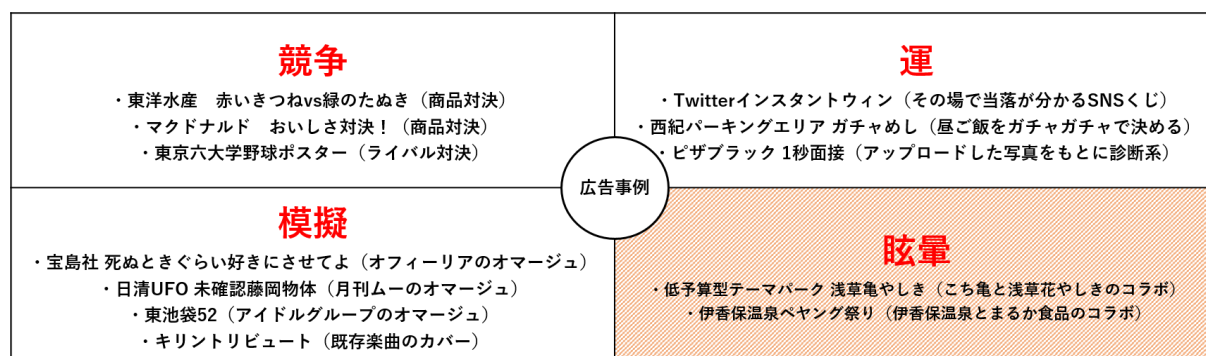 競争
・東洋水産　赤いきつねvs緑のたぬき（商品対決）
・マクドナルド　おいしさ対決！（商品対決）
・東京六大学野球ポスター（ライバル対決）
運
・Twitterインスタントウィン（その場で当落が分かるSNSくじ）
・西紀パーキングエリア ガチャめし（昼ご飯をガチャガチャで決める）
・ピザブラック 1秒面接（アップロードした写真をもとに診断系）
広告事例
模擬
・宝島社 死ぬときぐらい好きにさせてよ（オフィーリアのオマージュ）
・日清UFO 未確認藤岡物体（月刊ムーのオマージュ）
・東池袋52（アイドルグループのオマージュ）
・キリントリビュート（既存楽曲のカバー）
眩暈
・低予算型テーマパーク 浅草亀やしき（こち亀と浅草花やしきのコラボ）
・伊香保温泉ペヤング祭り（伊香保温泉とまるか食品のコラボ）